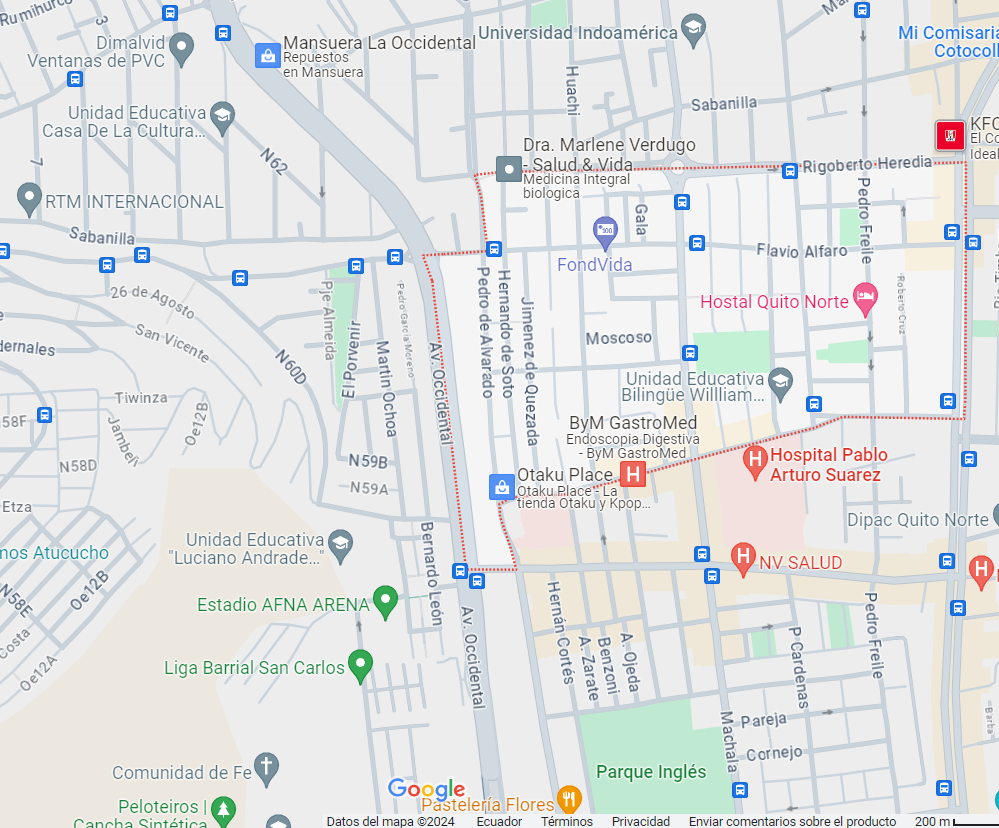 Rumihurco
3
Dimalvid
Ventanas de PVC
Mansuera La Occidental
Repuestos
en Mansuera
Universidad Indoamérica
Mi Comisaria
Cotocoll
Huachi
Sabanilla
Unidad Educativa
Casa De La Cultura...
N62
7
KFC
El Co
Ideal
Dra. Marlene Verdugo
- Salud & Vida
Medicina Integral
biologica
Rigoberto Heredia
RTM INTERNACIONAL
Sabanilla
Gala
Pedro Freile
FondVida
Flavio Alfaro
26 de Agosto
San Vicente
Pje Almeida
El Porvenir
Pedro García Moreno
Martin Ochoa
Av. Occidental
Pedro de Alvarado
Hernando de Soto
Jimenez de Quezada
Hostal Quito Norte
Roberto Cruz
Moscoso
dernales
N60D
Tiwinza
Unidad Educativa
Bilingüe Willliam...
58F
Jambelí
Oe12B
N58D
N59B
N59A
ByM GastroMed
Endoscopia Digestiva
- ByM GastroMed
Hospital Pablo
Arturo Suarez
Otaku Place
Otaku Place - La
tienda Otaku y Kpop...
Etza
Dipac Quito Norte
mos Atucucho
Unidad Educativa
"Luciano Andrade..."
Bernardo León
NV SALUD
N58E
Oe12B
Costa
Oe12A
Estadio AFNA ARENA
Av. Occidental
Hernán Cortés
A. Zarate
Benzoni
A. Ojeda
P Cardenas
Pedro Freile
Liga Barrial San Carlos
Machala
Pareja
Cornejo
Barba
Comunidad de Fe
Parque Inglés
Google
Pastelería Flores
Peloteiros |
Cancha Sintética
Datos del mapa ©2024 Ecuador Términos Privacidad Enviar comentarios sobre el producto 200 m